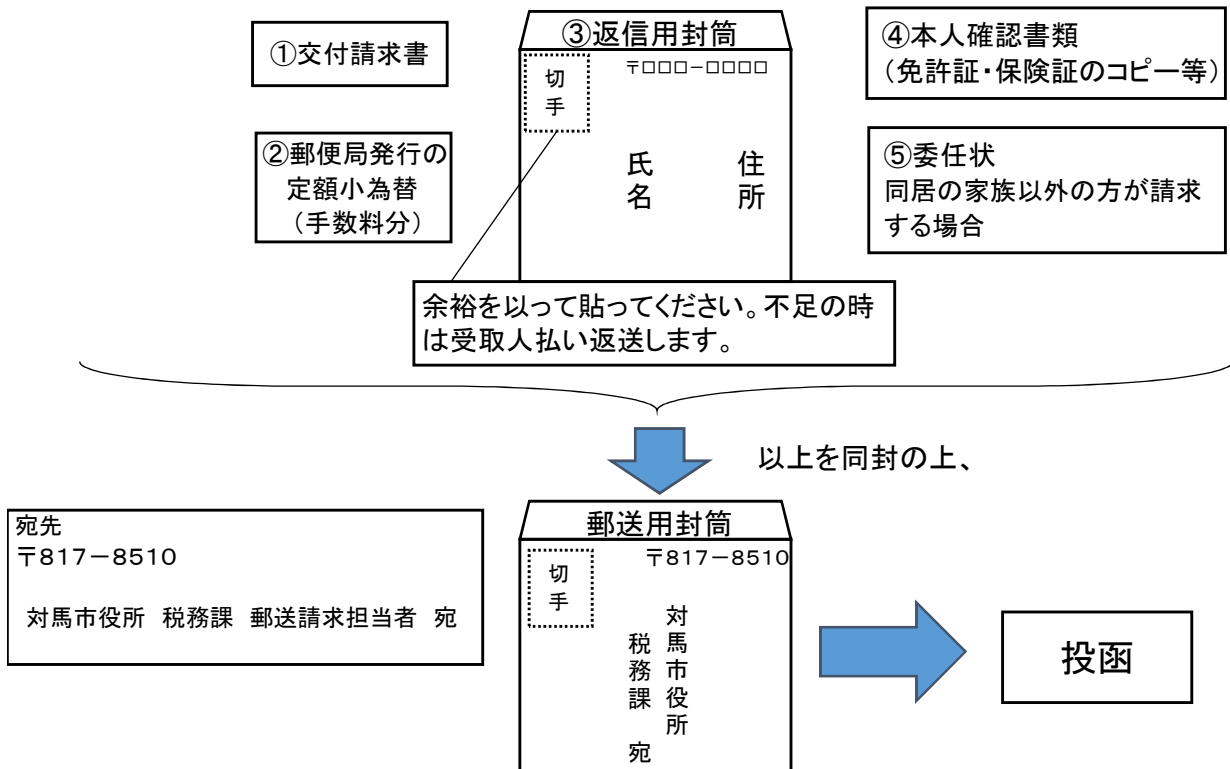 ①交付請求書
②郵便局発行の
定額小為替
（手数料分）
③返信用封筒
〒□□□−□□□□
切手
住所
氏名
余裕を以って貼ってください。不足の時
は受取人払い返送します。
④本人確認書類
（免許証・保険証のコピー等）
⑤委任状
同居の家族以外の方が請求
する場合
以上を同封の上、
宛先
〒817−8510
対馬市役所　税務課　郵送請求担当者　宛
郵送用封筒
〒817−8510
切手
対馬市役所
税務課　宛
投函